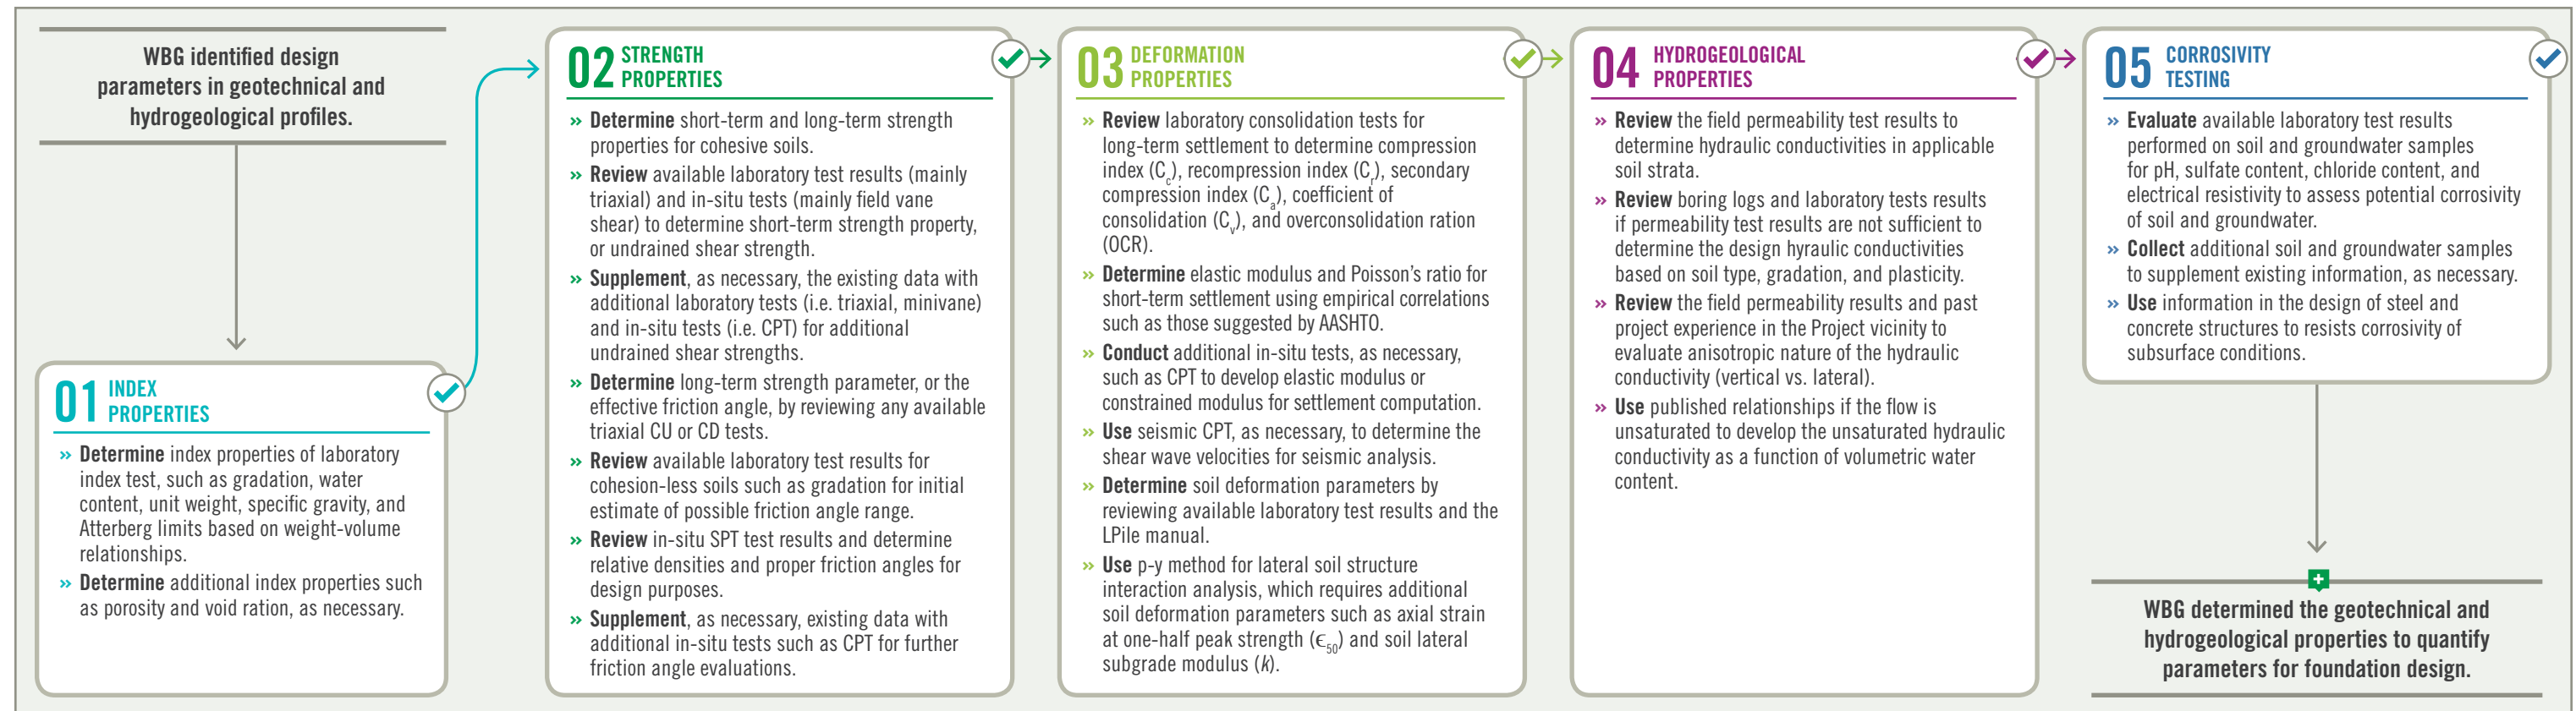 WBG identified design
parameters in geotechnical and
hydrogeological profiles.
01 INDEX
PROPERTIES
» Determine index properties of laboratory
index test, such as gradation, water
content, unit weight, specific gravity, and
Atterberg limits based on weight-volume
relationships.
» Determine additional index properties such
as porosity and void ration, as necessary.
02 STRENGTH
PROPERTIES
» Determine short-term and long-term strength
properties for cohesive soils.
» Review available laboratory test results (mainly
triaxial) and in-situ tests (mainly field vane
shear) to determine short-term strength property,
or undrained shear strength.
» Supplement, as necessary, the existing data with
additional laboratory tests (i.e. triaxial, minivane)
and in-situ tests (i.e. CPT) for additional
undrained shear strengths.
» Determine long-term strength parameter, or the
effective friction angle, by reviewing any available
triaxial CU or CD tests.
» Review available laboratory test results for
cohesion-less soils such as gradation for initial
estimate of possible friction angle range.
» Review in-situ SPT test results and determine
relative densities and proper friction angles for
design purposes.
» Supplement, as necessary, existing data with
additional in-situ tests such as CPT for further
friction angle evaluations.
03 DEFORMATION
PROPERTIES
» Review laboratory consolidation tests for
long-term settlement to determine compression
index (Cc), recompression index (Cr), secondary
compression index (Ca), coefficient of
consolidation (Cv), and overconsolidation ration
(OCR).
» Determine elastic modulus and Poisson's ratio for
short-term settlement using empirical correlations
such as those suggested by AASHTO.
» Conduct additional in-situ tests, as necessary,
such as CPT to develop elastic modulus or
constrained modulus for settlement computation.
» Use seismic CPT, as necessary, to determine the
shear wave velocities for seismic analysis.
» Determine soil deformation parameters by
reviewing available laboratory test results and the
LPile manual.
» Use p-y method for lateral soil structure
interaction analysis, which requires additional
soil deformation parameters such as axial strain
at one-half peak strength (ϵ50) and soil lateral
subgrade modulus (k).
04 HYDROGEOLOGICAL
PROPERTIES
» Review the field permeability test results to
determine hydraulic conductivities in applicable
soil strata.
» Review boring logs and laboratory tests results
if permeability test results are not sufficient to
determine the design hyraulic conductivities
based on soil type, gradation, and plasticity.
» Review the field permeability results and past
project experience in the Project vicinity to
evaluate anisotropic nature of the hydraulic
conductivity (vertical vs. lateral).
» Use published relationships if the flow is
unsaturated to develop the unsaturated hydraulic
conductivity as a function of volumetric water
content.
05 CORROSIVITY
TESTING
» Evaluate available laboratory test results
performed on soil and groundwater samples
for pH, sulfate content, chloride content, and
electrical resistivity to assess potential corrosivity
of soil and groundwater.
» Collect additional soil and groundwater samples
to supplement existing information, as necessary.
» Use information in the design of steel and
concrete structures to resists corrosivity of
subsurface conditions.
WBG determined the geotechnical and
hydrogeological properties to quantify
parameters for foundation design.